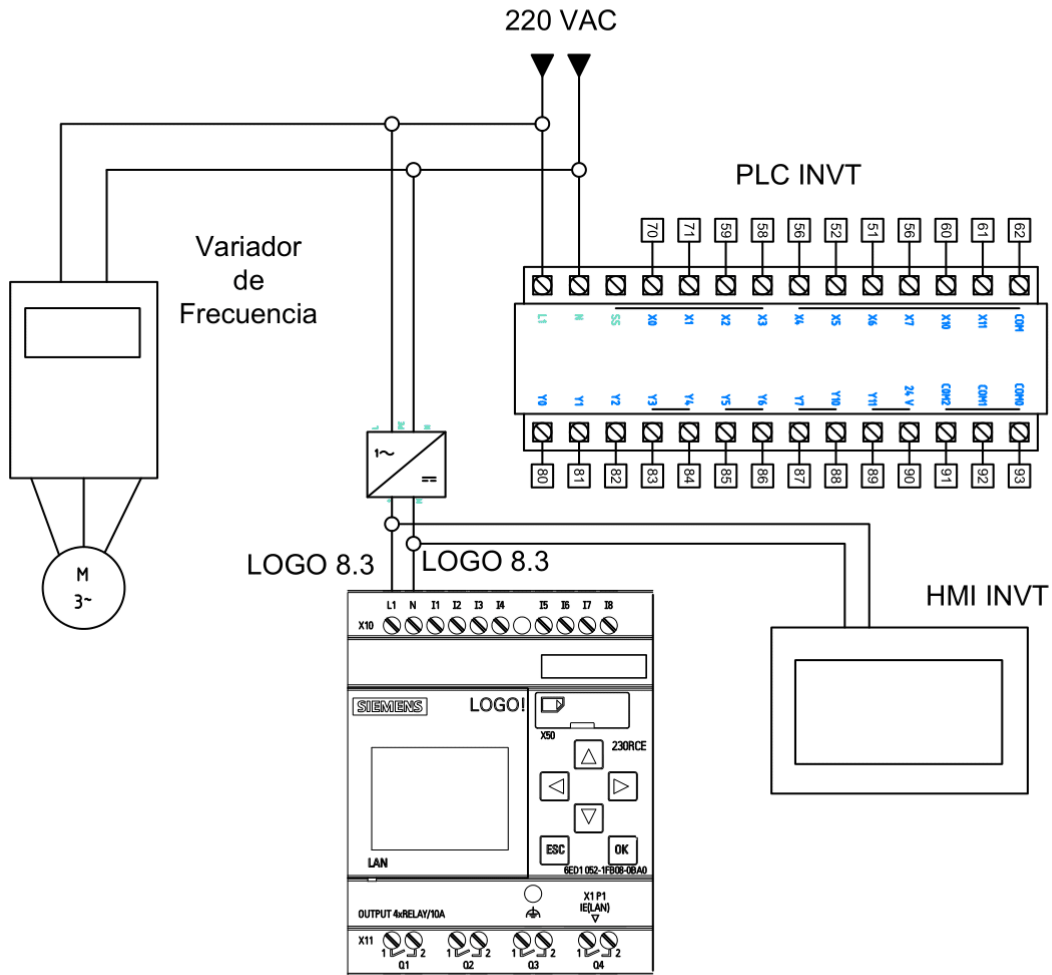 220 VAC
PLC INVT
Variador
de
Frecuencia
70 71 59 58 56 52 51 56 60 61 62
L1 N SS X0 X1 X2 X3 X4 X5 X6 X7 X10 X11 COM
Y0 Y1 Y2 Y3 Y4 Y5 Y6 Y7 Y10 Y11 24 V COM2 COM1 COM0
80 81 82 83 84 85 86 87 88 89 90 91 92 93
1~
M
3~
LOGO 8.3 LOGO 8.3
HMI INVT
L1 N I1 I2 I3 I4 I5 I6 I7 I8
X10
SIEMENS LOGO!
X50
230RCE
ESC OK
LAN
6ED1 052-1FB08-0BA0
OUTPUT 4xRELAY/10A
X1 P1
IE(LAN)
X11 1 2 1 2 1 2 1 2
Q1 Q2 Q3 Q4